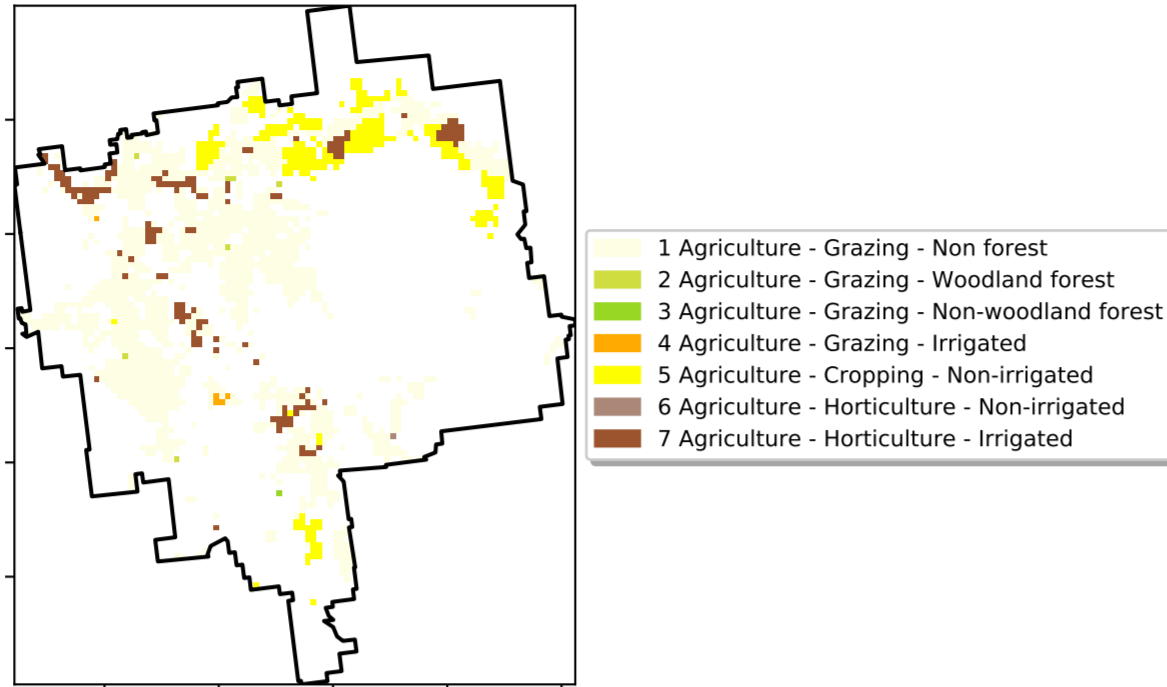 1 Agriculture - Grazing - Non forest
2 Agriculture - Grazing - Woodland forest
3 Agriculture - Grazing - Non-woodland forest
4 Agriculture - Grazing - Irrigated
5 Agriculture - Cropping - Non-irrigated
6 Agriculture - Horticulture - Non-irrigated
7 Agriculture - Horticulture - Irrigated